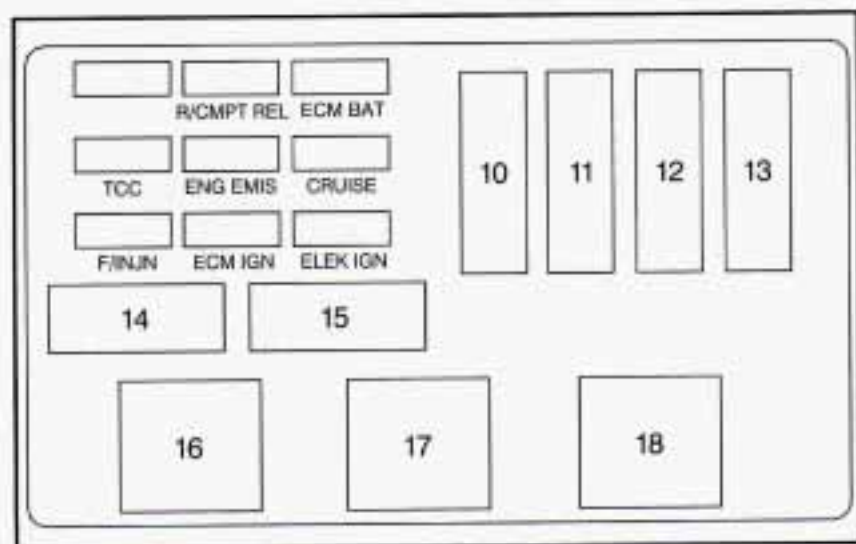 R/CMPT REL ECM BAT
TCC ENG EMIS CRUISE
F/INJN ECM IGN ELEK IGN
10 11 12 13
14 15
16 17 18